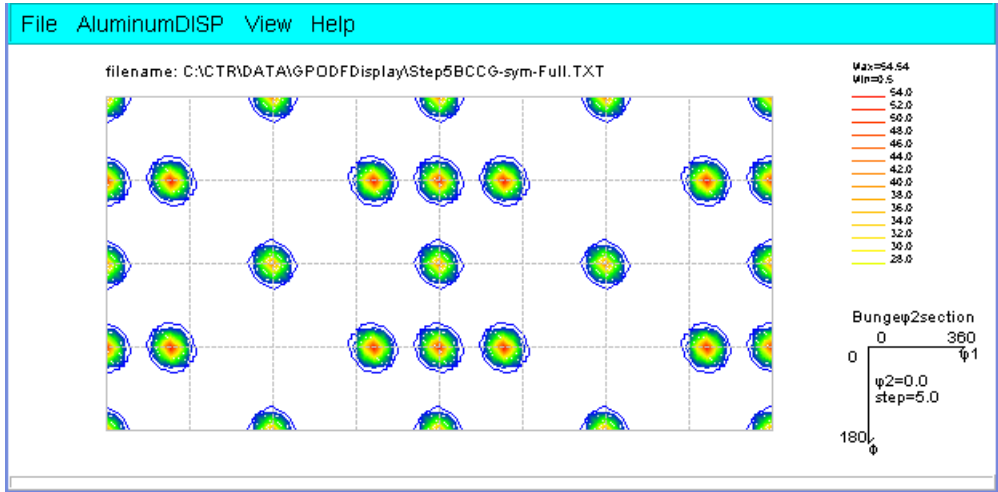 File AluminumDISP View Help
filename: C:\CTR\DATA\GPODFDisplay\Step5BCCG-sym-Full.TXT
Max=54.54
Min=0.5
54.0
52.0
50.0
48.0
46.0
44.0
42.0
40.0
38.0
36.0
34.0
32.0
30.0
28.0
Bungeφ2section
0 360
0 φ1
φ2=0.0
step=5.0
180
Φ